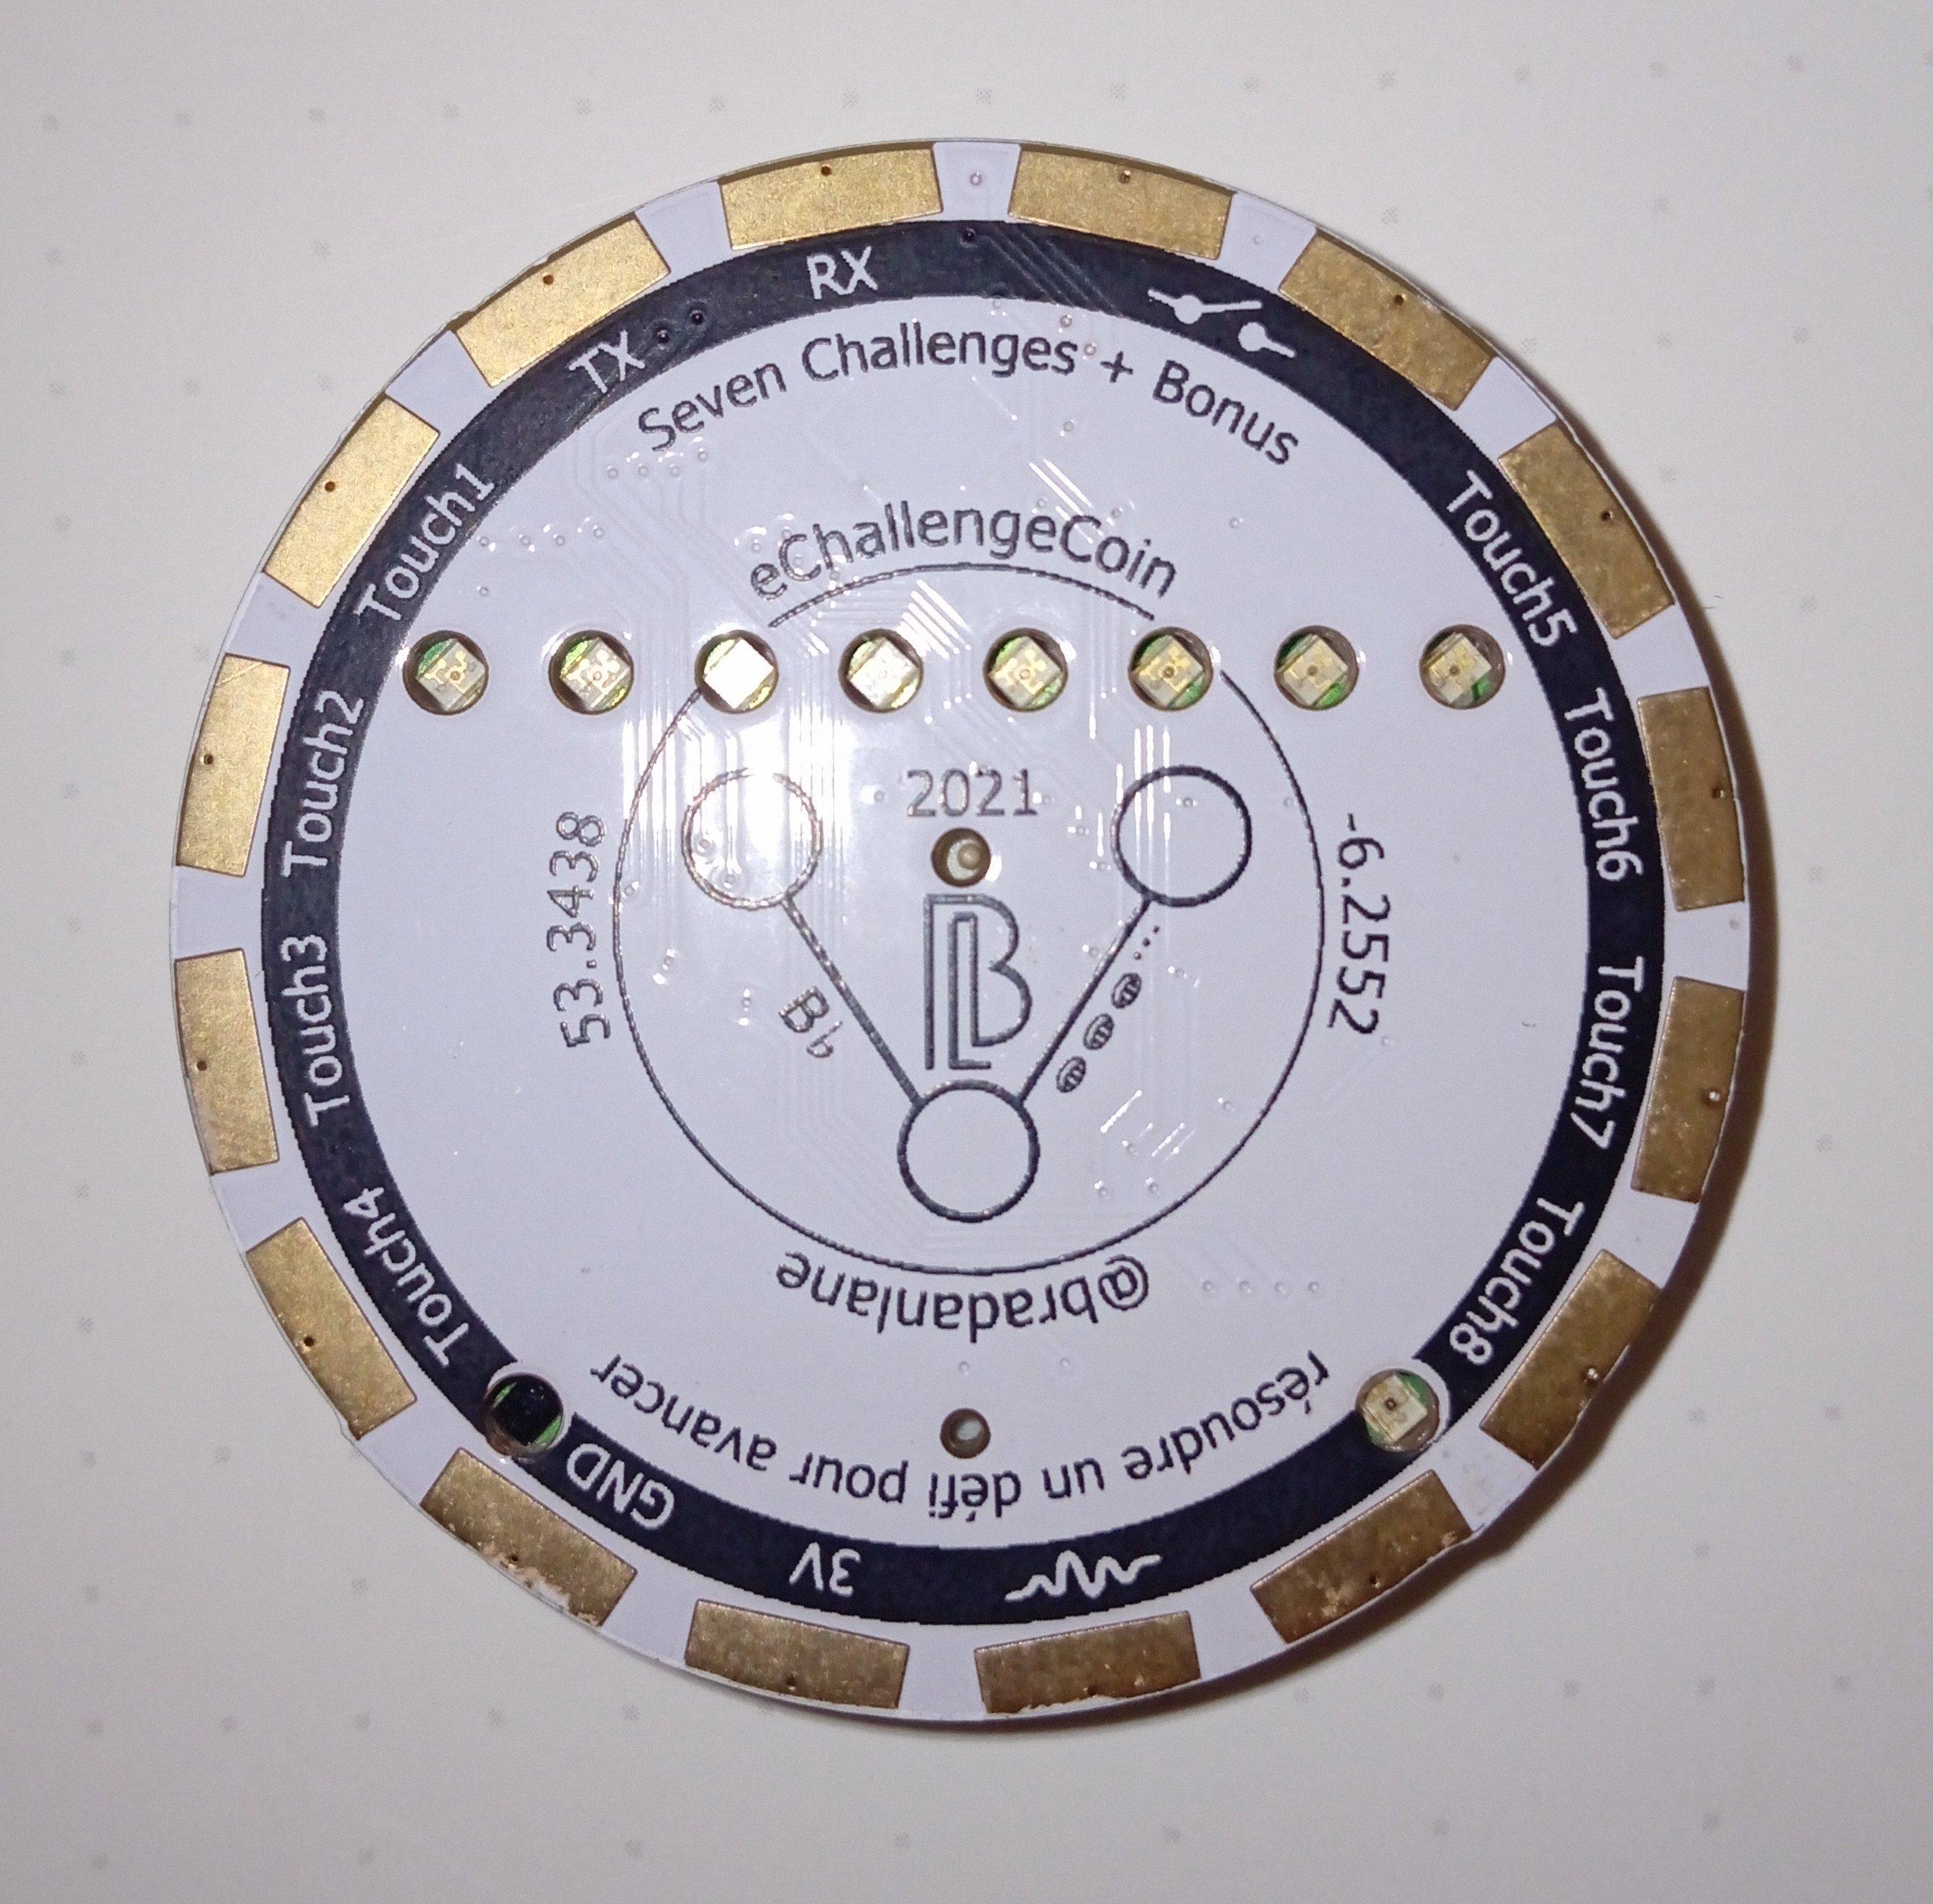 RX
TX
Touch1
Touch2
Touch3
Touch4
GND
3V
Touch5
Touch6
Touch7
Touch8
Seven Challenges + Bonus
eChallengeCoin
2021
53.3438
-6.2552
B♭
@bradanlane
résoudre un défi pour avancer